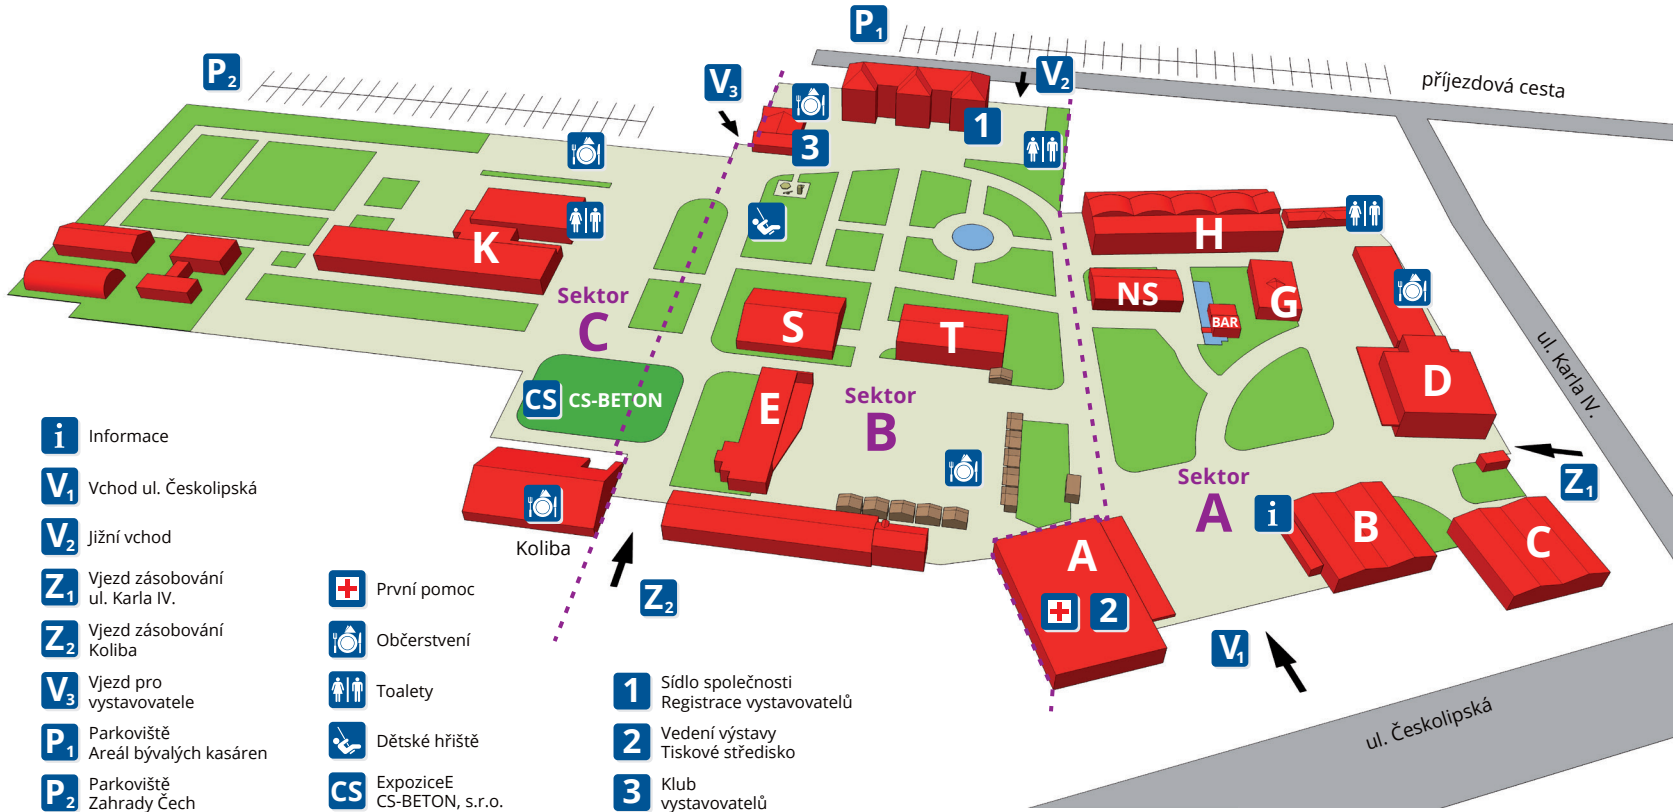 P1
P2
V3
V2
příjezdová cesta
1
3
H
K
NS
G
BAR
Sektor
C
S
T
D
ul. Karla IV.
CS
CS-BETON
E
Sektor
B
Z1
Sektor
A
i
B
C
A
Koliba
Z2
2
V1
ul. Českolipská
i Informace
V1 Vchod ul. Českolipská
V2 Jižní vchod
Z1 Vjezd zásobování
ul. Karla IV.
Z2 Vjezd zásobování
Koliba
V3 Vjezd pro
vystavovatele
P1 Parkoviště
Areál bývalých kasáren
P2 Parkoviště
Zahrady Čech
První pomoc
Občerstvení
Toalety
Dětské hřiště
CS ExpoziceE
CS-BETON, s.r.o.
1 Sídlo společnosti
Registrace vystavovatelů
2 Vedení výstavy
Tiskové středisko
3 Klub
vystavovatelů